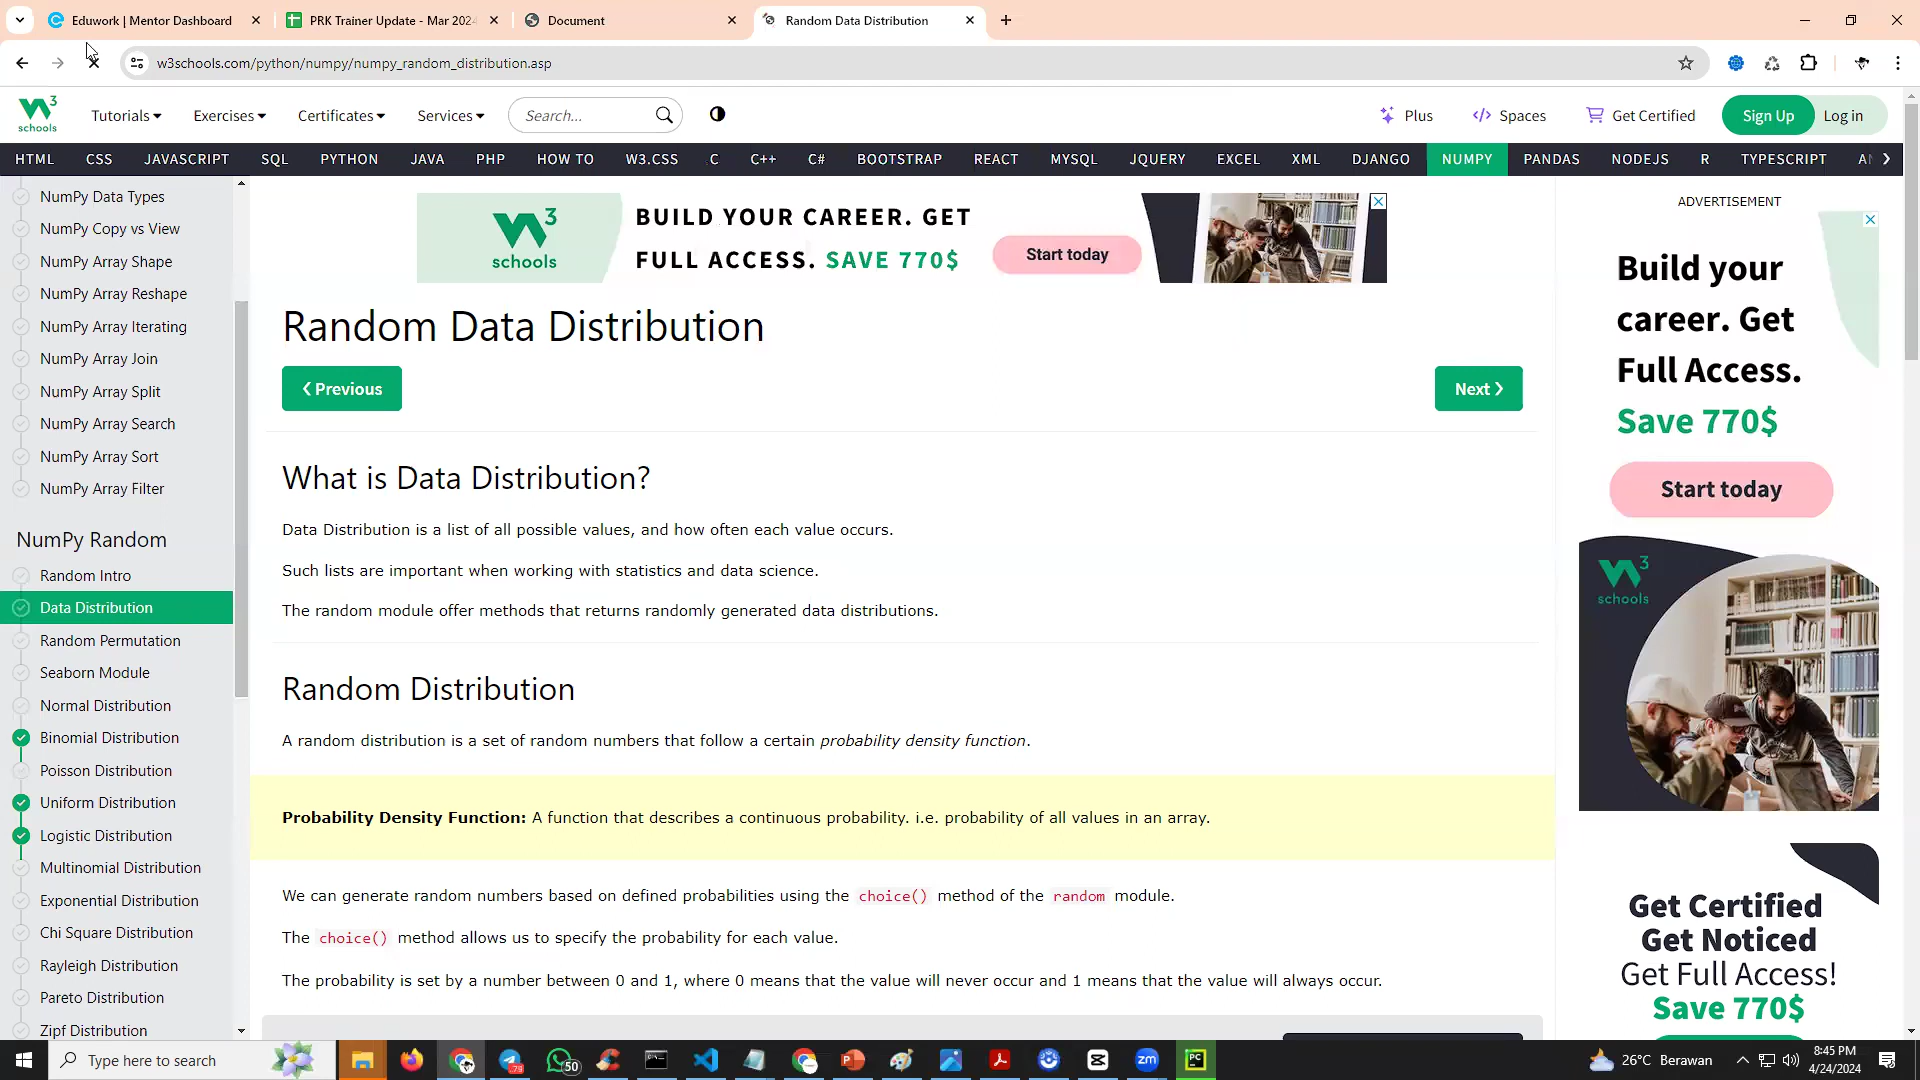 Eduwork | Mentor Dashboard
PRK Trainer Update - Mar 2024
Document
Random Data Distribution
w3schools.com/python/numpy/numpy_random_distribution.asp
W3 schools
Tutorials
Exercises
Certificates
Services
Search...
Plus
Spaces
Get Certified
Sign Up
Log in
HTML
CSS
JAVASCRIPT
SQL
PYTHON
JAVA
PHP
HOW TO
W3.CSS
C
C++
C#
BOOTSTRAP
REACT
MYSQL
JQUERY
EXCEL
XML
DJANGO
NUMPY
PANDAS
NODEJS
R
TYPESCRIPT
NumPy Data Types
NumPy Copy vs View
NumPy Array Shape
NumPy Array Reshape
NumPy Array Iterating
NumPy Array Join
NumPy Array Split
NumPy Array Search
NumPy Array Sort
NumPy Array Filter
NumPy Random
Random Intro
Data Distribution
Random Permutation
Seaborn Module
Normal Distribution
Binomial Distribution
Poisson Distribution
Uniform Distribution
Logistic Distribution
Multinomial Distribution
Exponential Distribution
Chi Square Distribution
Rayleigh Distribution
Pareto Distribution
Zipf Distribution
W3 schools
BUILD YOUR CAREER. GET
FULL ACCESS. SAVE 770$
Start today
Random Data Distribution
❮ Previous
Next ❯
What is Data Distribution?
Data Distribution is a list of all possible values, and how often each value occurs.
Such lists are important when working with statistics and data science.
The random module offer methods that returns randomly generated data distributions.
Random Distribution
A random distribution is a set of random numbers that follow a certain probability density function.
Probability Density Function: A function that describes a continuous probability. i.e. probability of all values in an array.
We can generate random numbers based on defined probabilities using the choice() method of the random module.
The choice() method allows us to specify the probability for each value.
The probability is set by a number between 0 and 1, where 0 means that the value will never occur and 1 means that the value will always occur.
ADVERTISEMENT
Build your
career. Get
Full Access.
Save 770$
Start today
W3 schools
Get Certified
Get Noticed
Get Full Access!
Save 770$
Type here to search
79
50
zm
PC
26°C Berawan
8:45 PM
4/24/2024